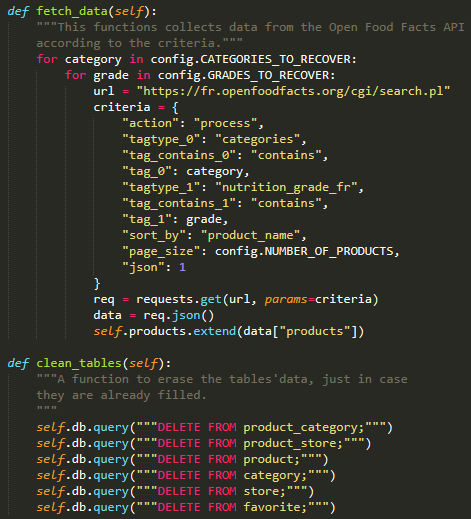 def fetch_data(self):
    """This functions collects data from the Open Food Facts API
    according to the criteria."""
    for category in config.CATEGORIES_TO_RECOVER:
        for grade in config.GRADES_TO_RECOVER:
            url = "https://fr.openfoodfacts.org/cgi/search.pl"
            criteria = {
                "action": "process",
                "tagtype_0": "categories",
                "tag_contains_0": "contains",
                "tag_0": category,
                "tagtype_1": "nutrition_grade_fr",
                "tag_contains_1": "contains",
                "tag_1": grade,
                "sort_by": "product_name",
                "page_size": config.NUMBER_OF_PRODUCTS,
                "json": 1
            }
            req = requests.get(url, params=criteria)
            data = req.json()
            self.products.extend(data["products"])

def clean_tables(self):
    """A function to erase the tables'data, just in case
    they are already filled.
    """
    self.db.query("""DELETE FROM product_category;""")
    self.db.query("""DELETE FROM product_store;""")
    self.db.query("""DELETE FROM product;""")
    self.db.query("""DELETE FROM category;""")
    self.db.query("""DELETE FROM store;""")
    self.db.query("""DELETE FROM favorite;""")